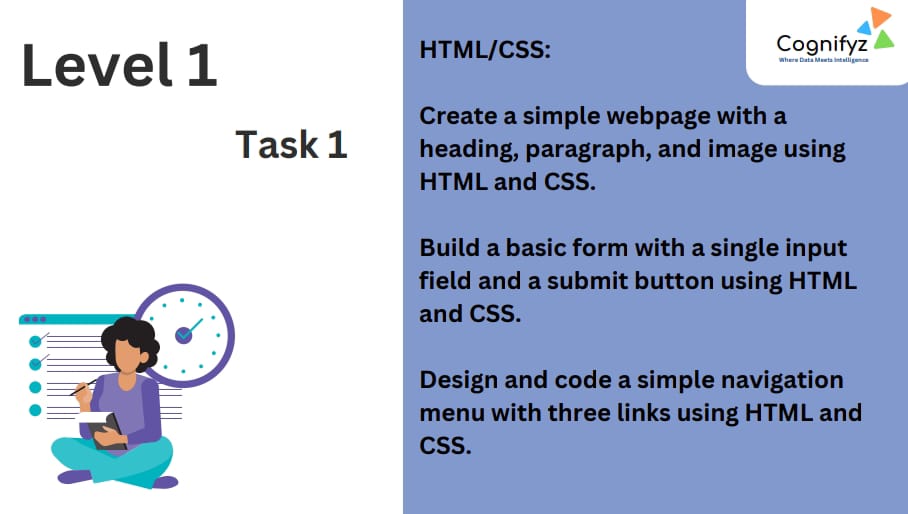 Level 1
Task 1
HTML/CSS:
Create a simple webpage with a
heading, paragraph, and image using
HTML and CSS.
Build a basic form with a single input
field and a submit button using HTML
and CSS.
Design and code a simple navigation
menu with three links using HTML and
CSS.
Cognifyz
Where Data Meets Intelligence